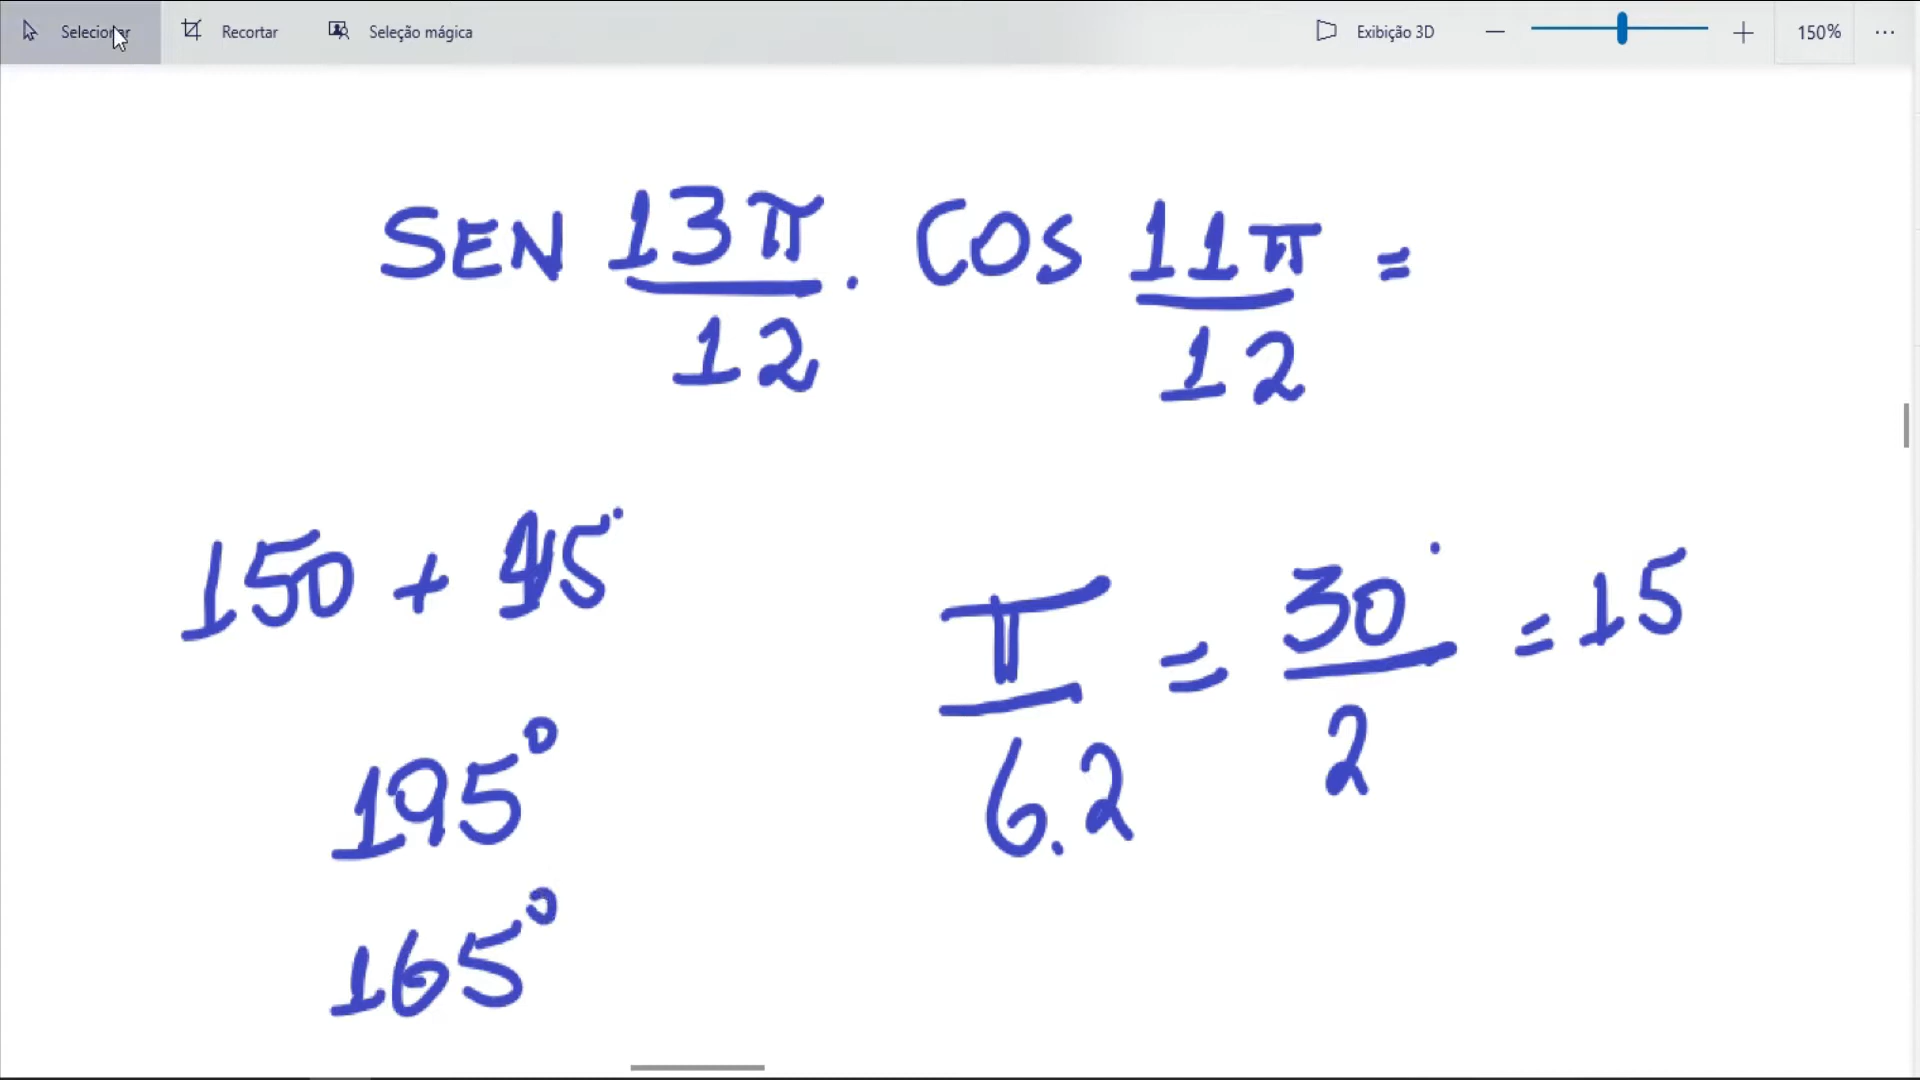 Selecionar Recortar Seleção mágica Exibição 3D 150% ...
SEN 13π/12 . COS 11π/12 =
150 + 45°
π/6.2 = 30°/2 = 15
195°
165°